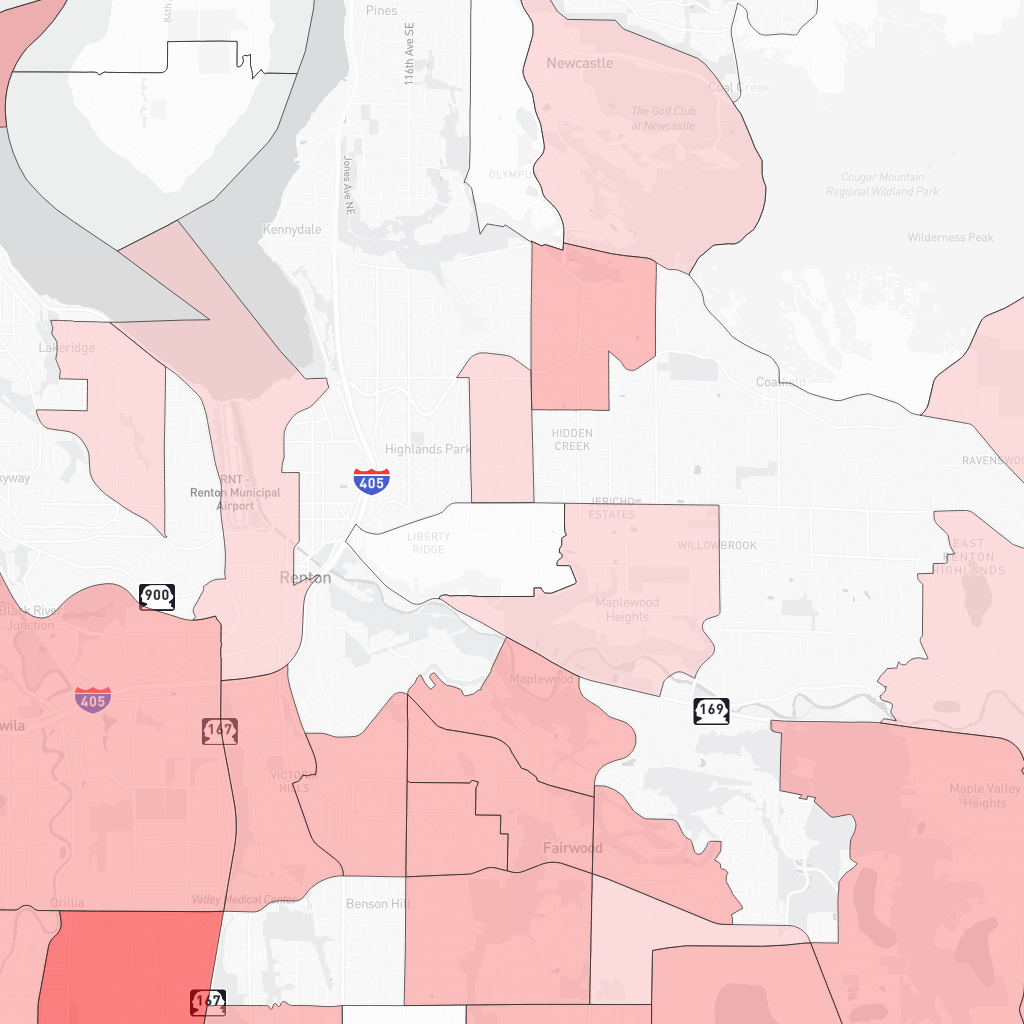 Pines
84th
116th Ave SE
Newcastle
Coal Creek
The Golf Club
at Newcastle
Jones Ave NE
OLYMPU
Cougar Mountain
Regional Wildland Park
Kennydale
Wilderness Peak
Lakeridge
Coalfield
HIDDEN
CREEK
Highlands Park
RAVENSWOO
kyway
405
RNT -
Renton Municipal
Airport
JERICHO
ESTATES
LIBERTY
RIDGE
WILLOWBROOK
EAST
RENTON
HIGHLANDS
Renton
900
Black River
Junction
Maplewood
Heights
Maplewood
405
169
167
wila
VICTORIA
HILLS
Maple Valley
Heights
Fairwood
Orillia
Valley Medical Center
Benson Hill
167